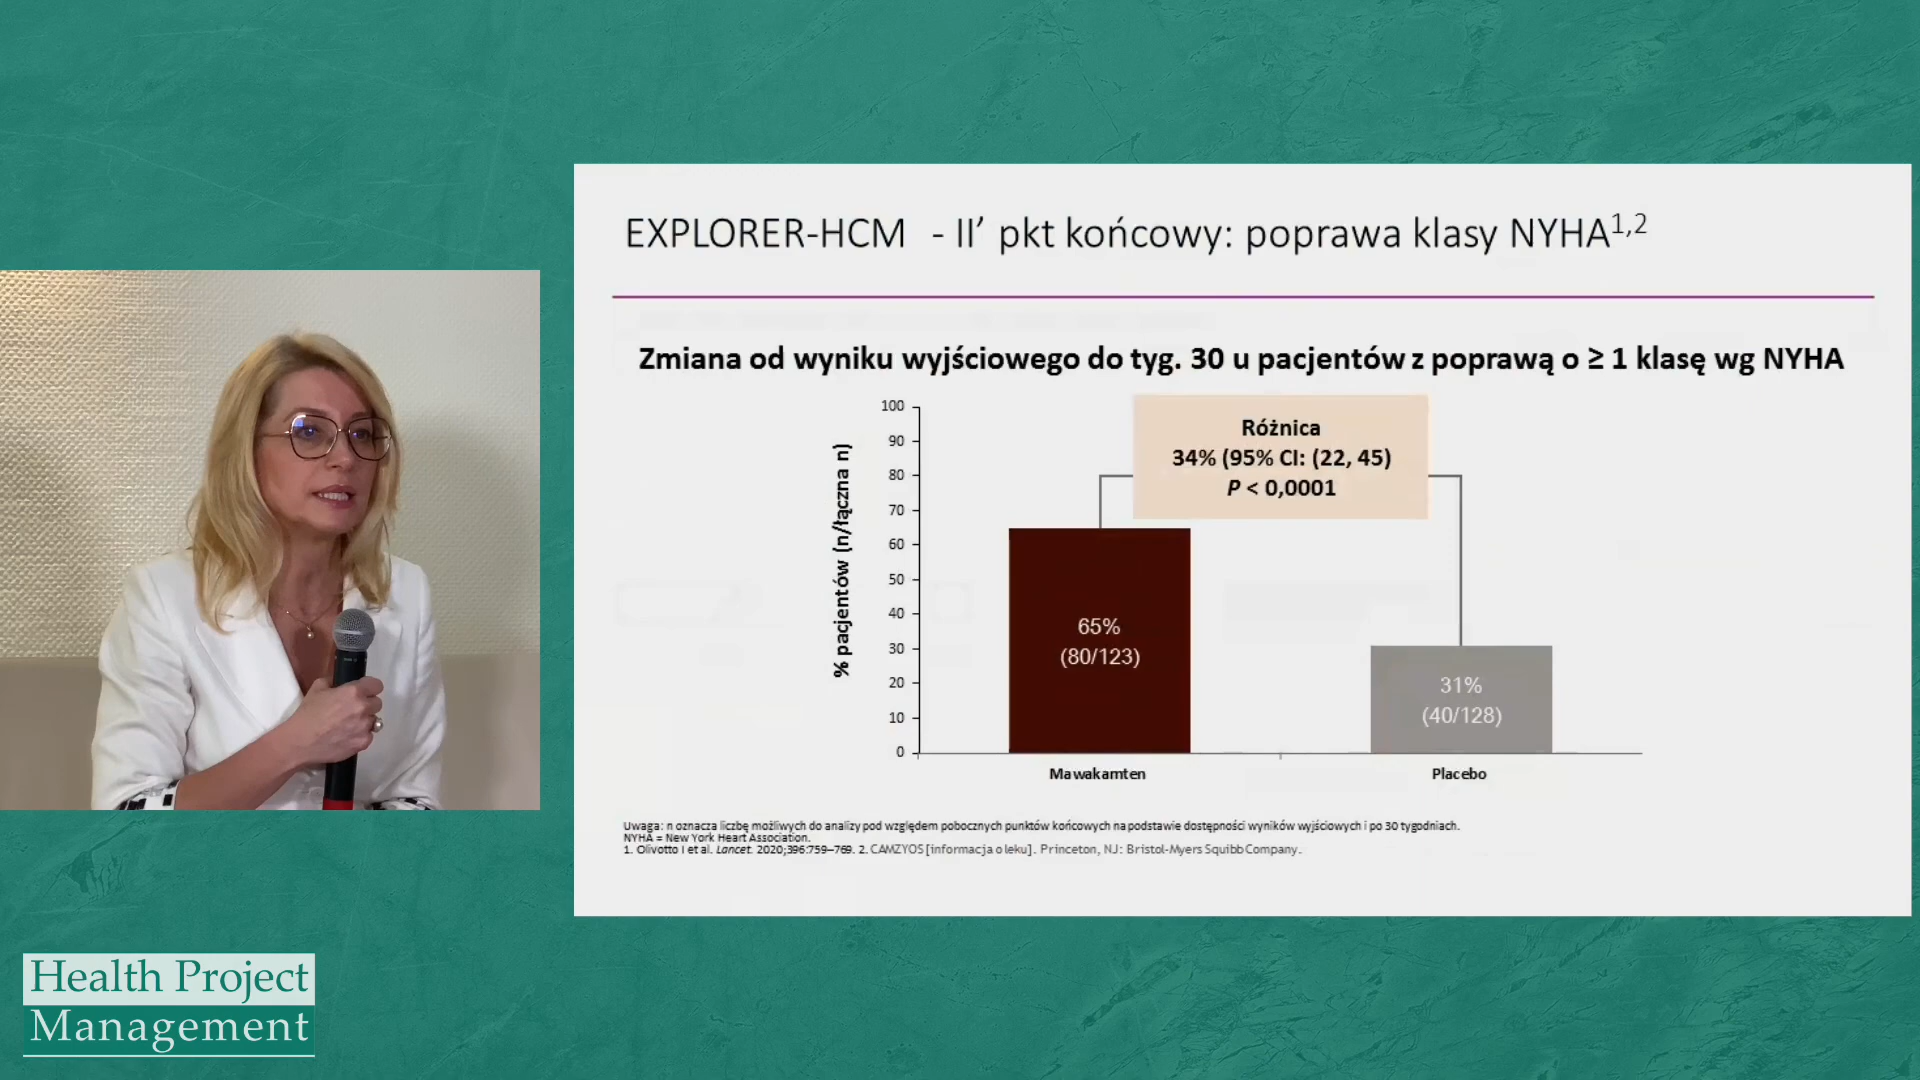 EXPLORER-HCM - II’ pkt końcowy: poprawa klasy NYHA1,2
Zmiana od wyniku wyjściowego do tyg. 30 u pacjentów z poprawą o ≥ 1 klasę wg NYHA
% pacjentów (n/łączna n)
100
90
80
70
60
50
40
30
20
10
0
Różnica
34% (95% CI: (22, 45)
P < 0,0001
65%
(80/123)
31%
(40/128)
Mawakamten
Placebo
Uwaga: n oznacza liczbę możliwych do analizy pod względem pobocznych punktów końcowych na podstawie dostępności wyników wyjściowych i po 30 tygodniach.
NYHA = New York Heart Association.
1. Olivotto I et al. Lancet. 2020;396:759–769. 2. CAMZYOS [informacja o leku]. Princeton, NJ: Bristol-Myers Squibb Company.
Health Project
Management